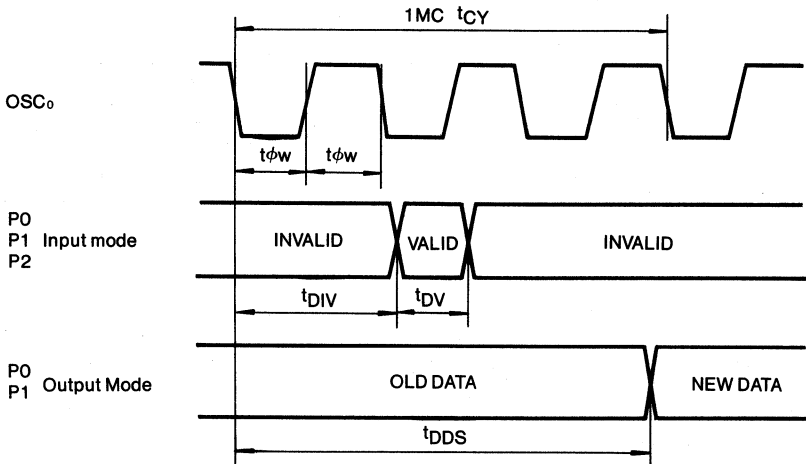 1MC tCY
OSC₀
tϕw tϕw
P0
P1 Input mode
P2
INVALID VALID INVALID
tDIV tDV
P0
P1 Output Mode
OLD DATA NEW DATA
tDDS